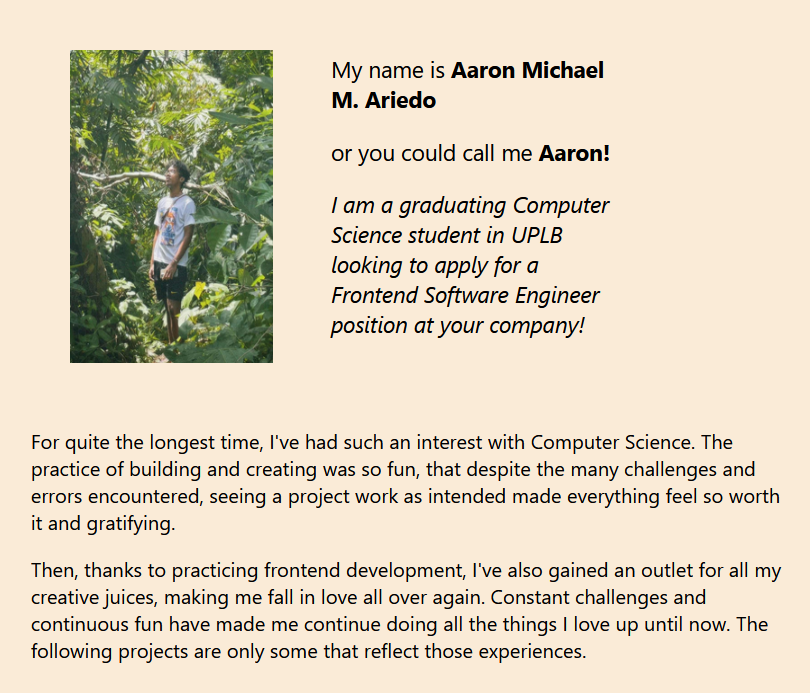 My name is Aaron Michael
M. Ariedo
or you could call me Aaron!
I am a graduating Computer
Science student in UPLB
looking to apply for a
Frontend Software Engineer
position at your company!
For quite the longest time, I've had such an interest with Computer Science. The
practice of building and creating was so fun, that despite the many challenges and
errors encountered, seeing a project work as intended made everything feel so worth
it and gratifying.
Then, thanks to practicing frontend development, I've also gained an outlet for all my
creative juices, making me fall in love all over again. Constant challenges and
continuous fun have made me continue doing all the things I love up until now. The
following projects are only some that reflect those experiences.